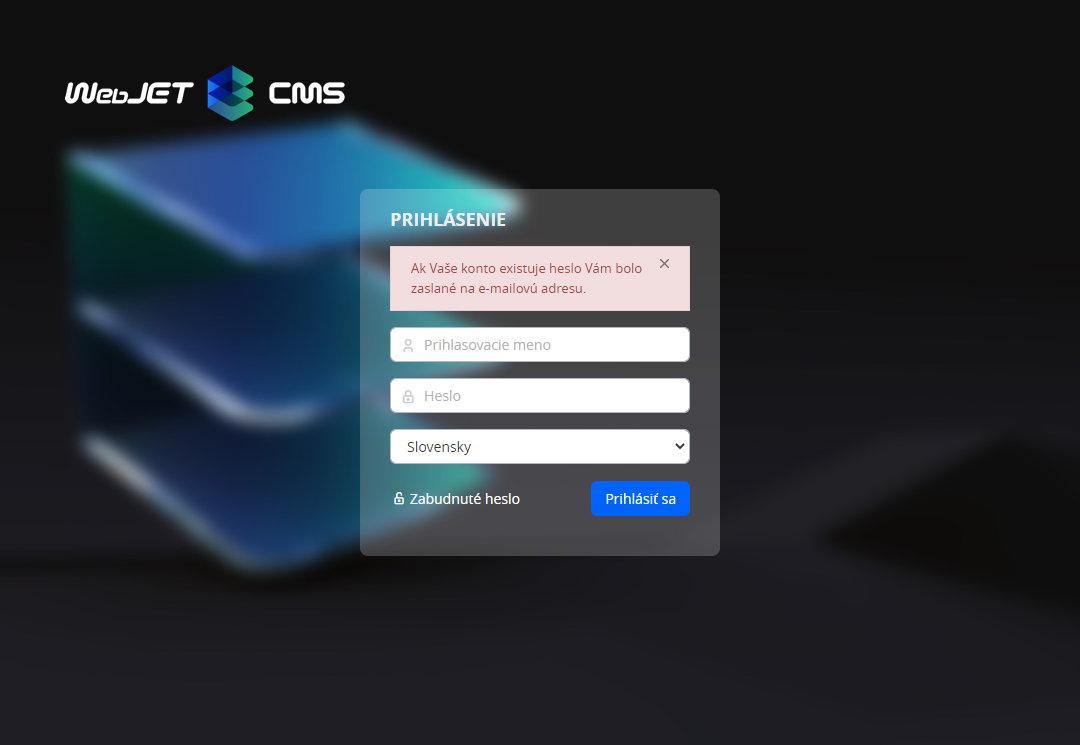 WebJET CMS
PRIHLÁSENIE
Ak Vaše konto existuje heslo Vám bolo
zaslané na e-mailovú adresu.
Prihlasovacie meno
Heslo
Slovensky
Zabudnuté heslo
Prihlásiť sa